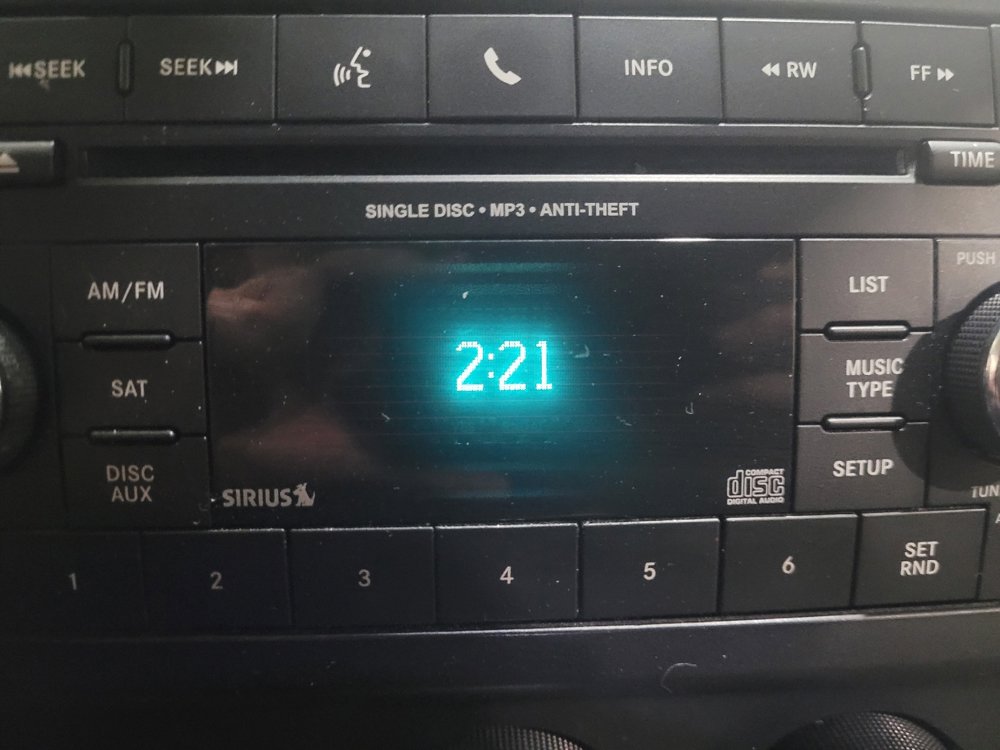 SEEK
SEEK
INFO
RW
FF
TIME
SINGLE DISC • MP3 • ANTI-THEFT
AM/FM
LIST
PUSH
2:21
SAT
MUSIC
TYPE
DISC
AUX
SETUP
SIRIUS
COMPACT
disc
DIGITAL AUDIO
TUN
1
2
3
4
5
6
SET
RND